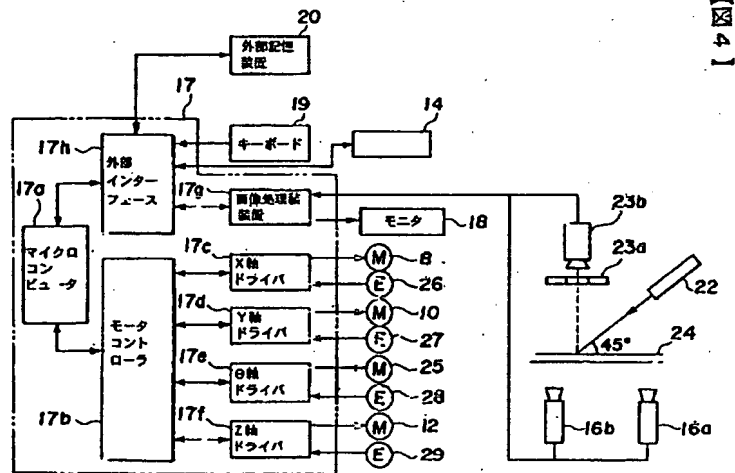 【図4】
20
外部記憶
装置
17
19
14
キーボード
17h
外部
インター
フェース
17a
17g
画像処理装
装置
モニタ
18
マイクロ
コン
ピュータ
17c
X軸
ドライバ
M
8
E
26
17d
Y軸
ドライバ
M
10
E
27
モータ
コント
ローラ
17e
θ軸
ドライバ
M
25
E
28
17b
17f
Z軸
ドライバ
M
12
E
29
23b
23a
22
45°
24
16b
16a